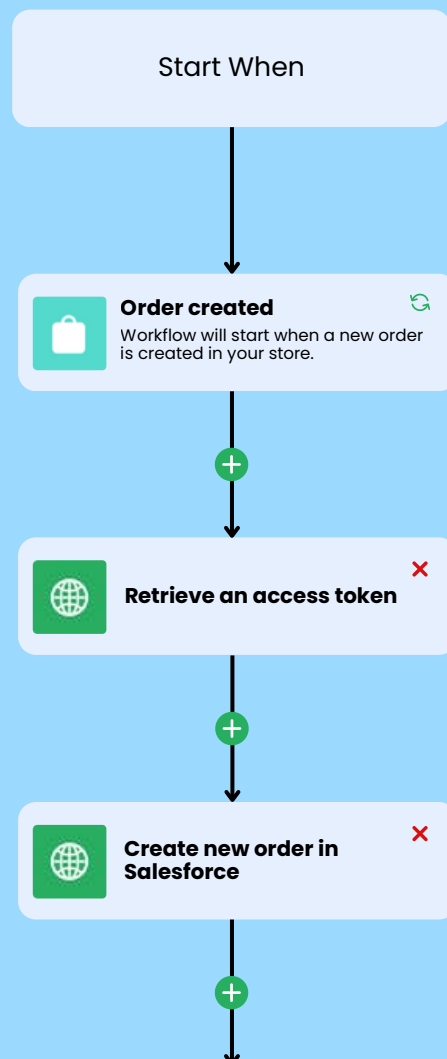 Start When
Order created
Workflow will start when a new order
is created in your store.
Retrieve an access token
Create new order in
Salesforce